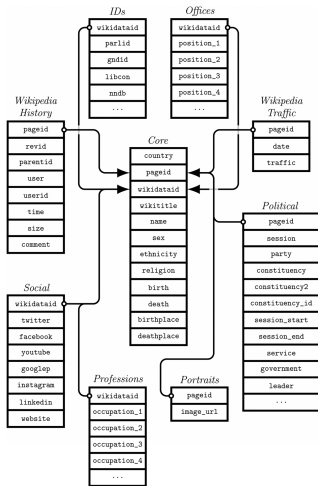 IDs
wikidataid
parlid
gndid
libcon
nndb
...
Offices
wikidataid
position_1
position_2
position_3
position_4
...
Wikipedia
History
pageid
revid
parentid
user
userid
time
size
comment
Core
country
pageid
wikidataid
wikititle
name
sex
ethnicity
religion
birth
death
birthplace
deathplace
Wikipedia
Traffic
pageid
date
traffic
Political
pageid
session
party
constituency
constituency2
constituency_id
session_start
session_end
service
government
leader
...
Social
wikidataid
twitter
facebook
youtube
googlep
instagram
linkedin
website
Professions
wikidataid
occupation_1
occupation_2
occupation_3
occupation_4
...
Portraits
pageid
image_url